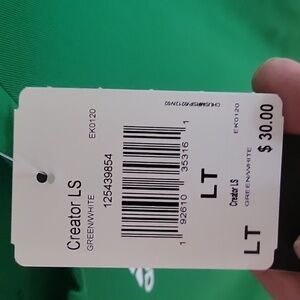 Creator LS
GREEN/WHITE
EK0120
125439854
1 92610 35316 1
LT
EK0120
Creator LS
GREEN/WHITE
LT
$ 30.00